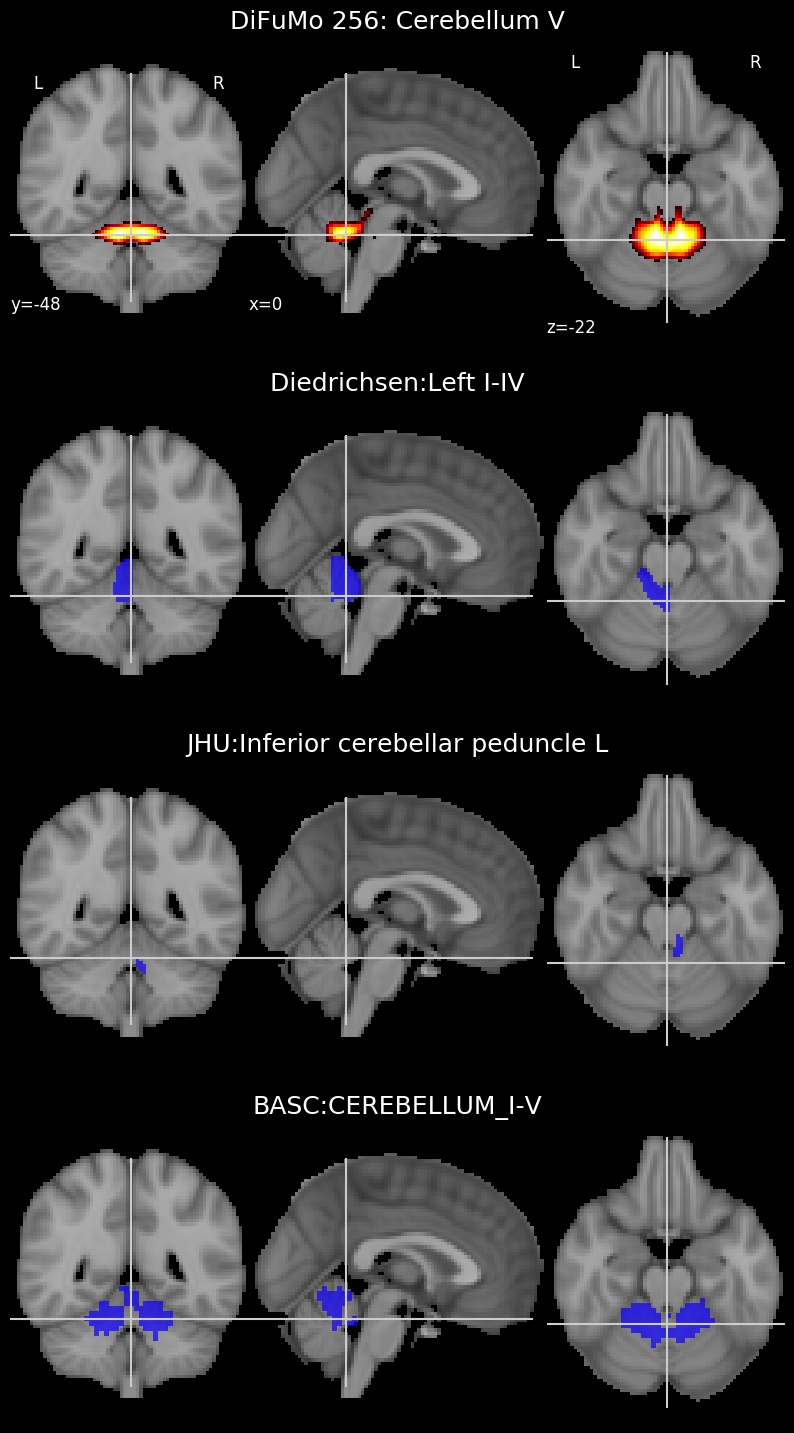 DiFuMo 256: Cerebellum V
L R L R
y=-48 x=0 z=-22
Diedrichsen:Left I-IV
JHU:Inferior cerebellar peduncle L
BASC:CEREBELLUM_I-V